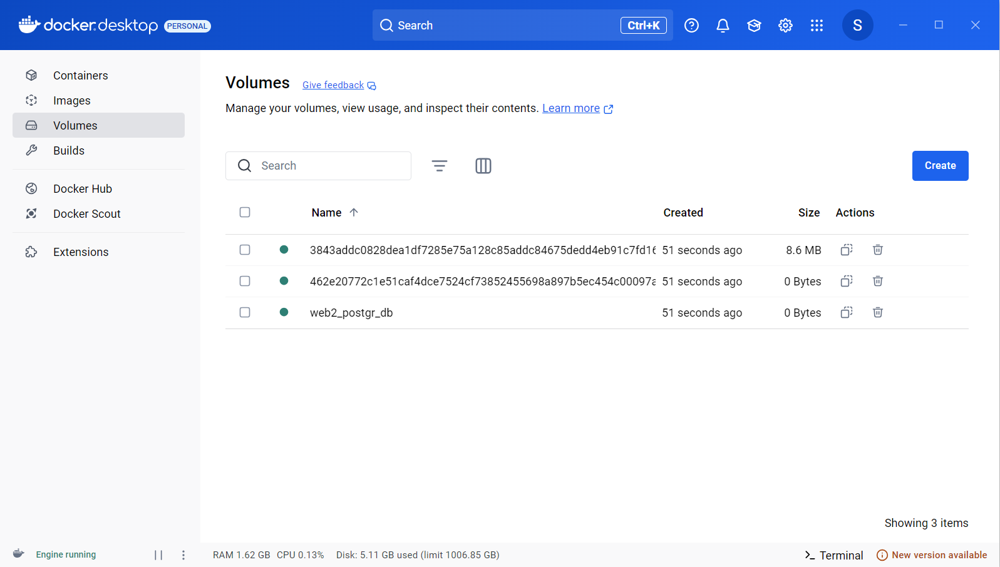 docker.desktop PERSONAL
Search Ctrl+K
S
Containers
Images
Volumes
Builds
Docker Hub
Docker Scout
Extensions
Volumes Give feedback
Manage your volumes, view usage, and inspect their contents. Learn more
Search
Create
Name Created Size Actions
3843addc0828dea1df7285e75a128c85addc84675dedd4eb91c7fd16 51 seconds ago 8.6 MB
462e20772c1e51caf4dce7524cf73852455698a897b5ec454c00097a 51 seconds ago 0 Bytes
web2_postgr_db 51 seconds ago 0 Bytes
Showing 3 items
Engine running
RAM 1.62 GB CPU 0.13% Disk: 5.11 GB used (limit 1006.85 GB)
Terminal
New version available